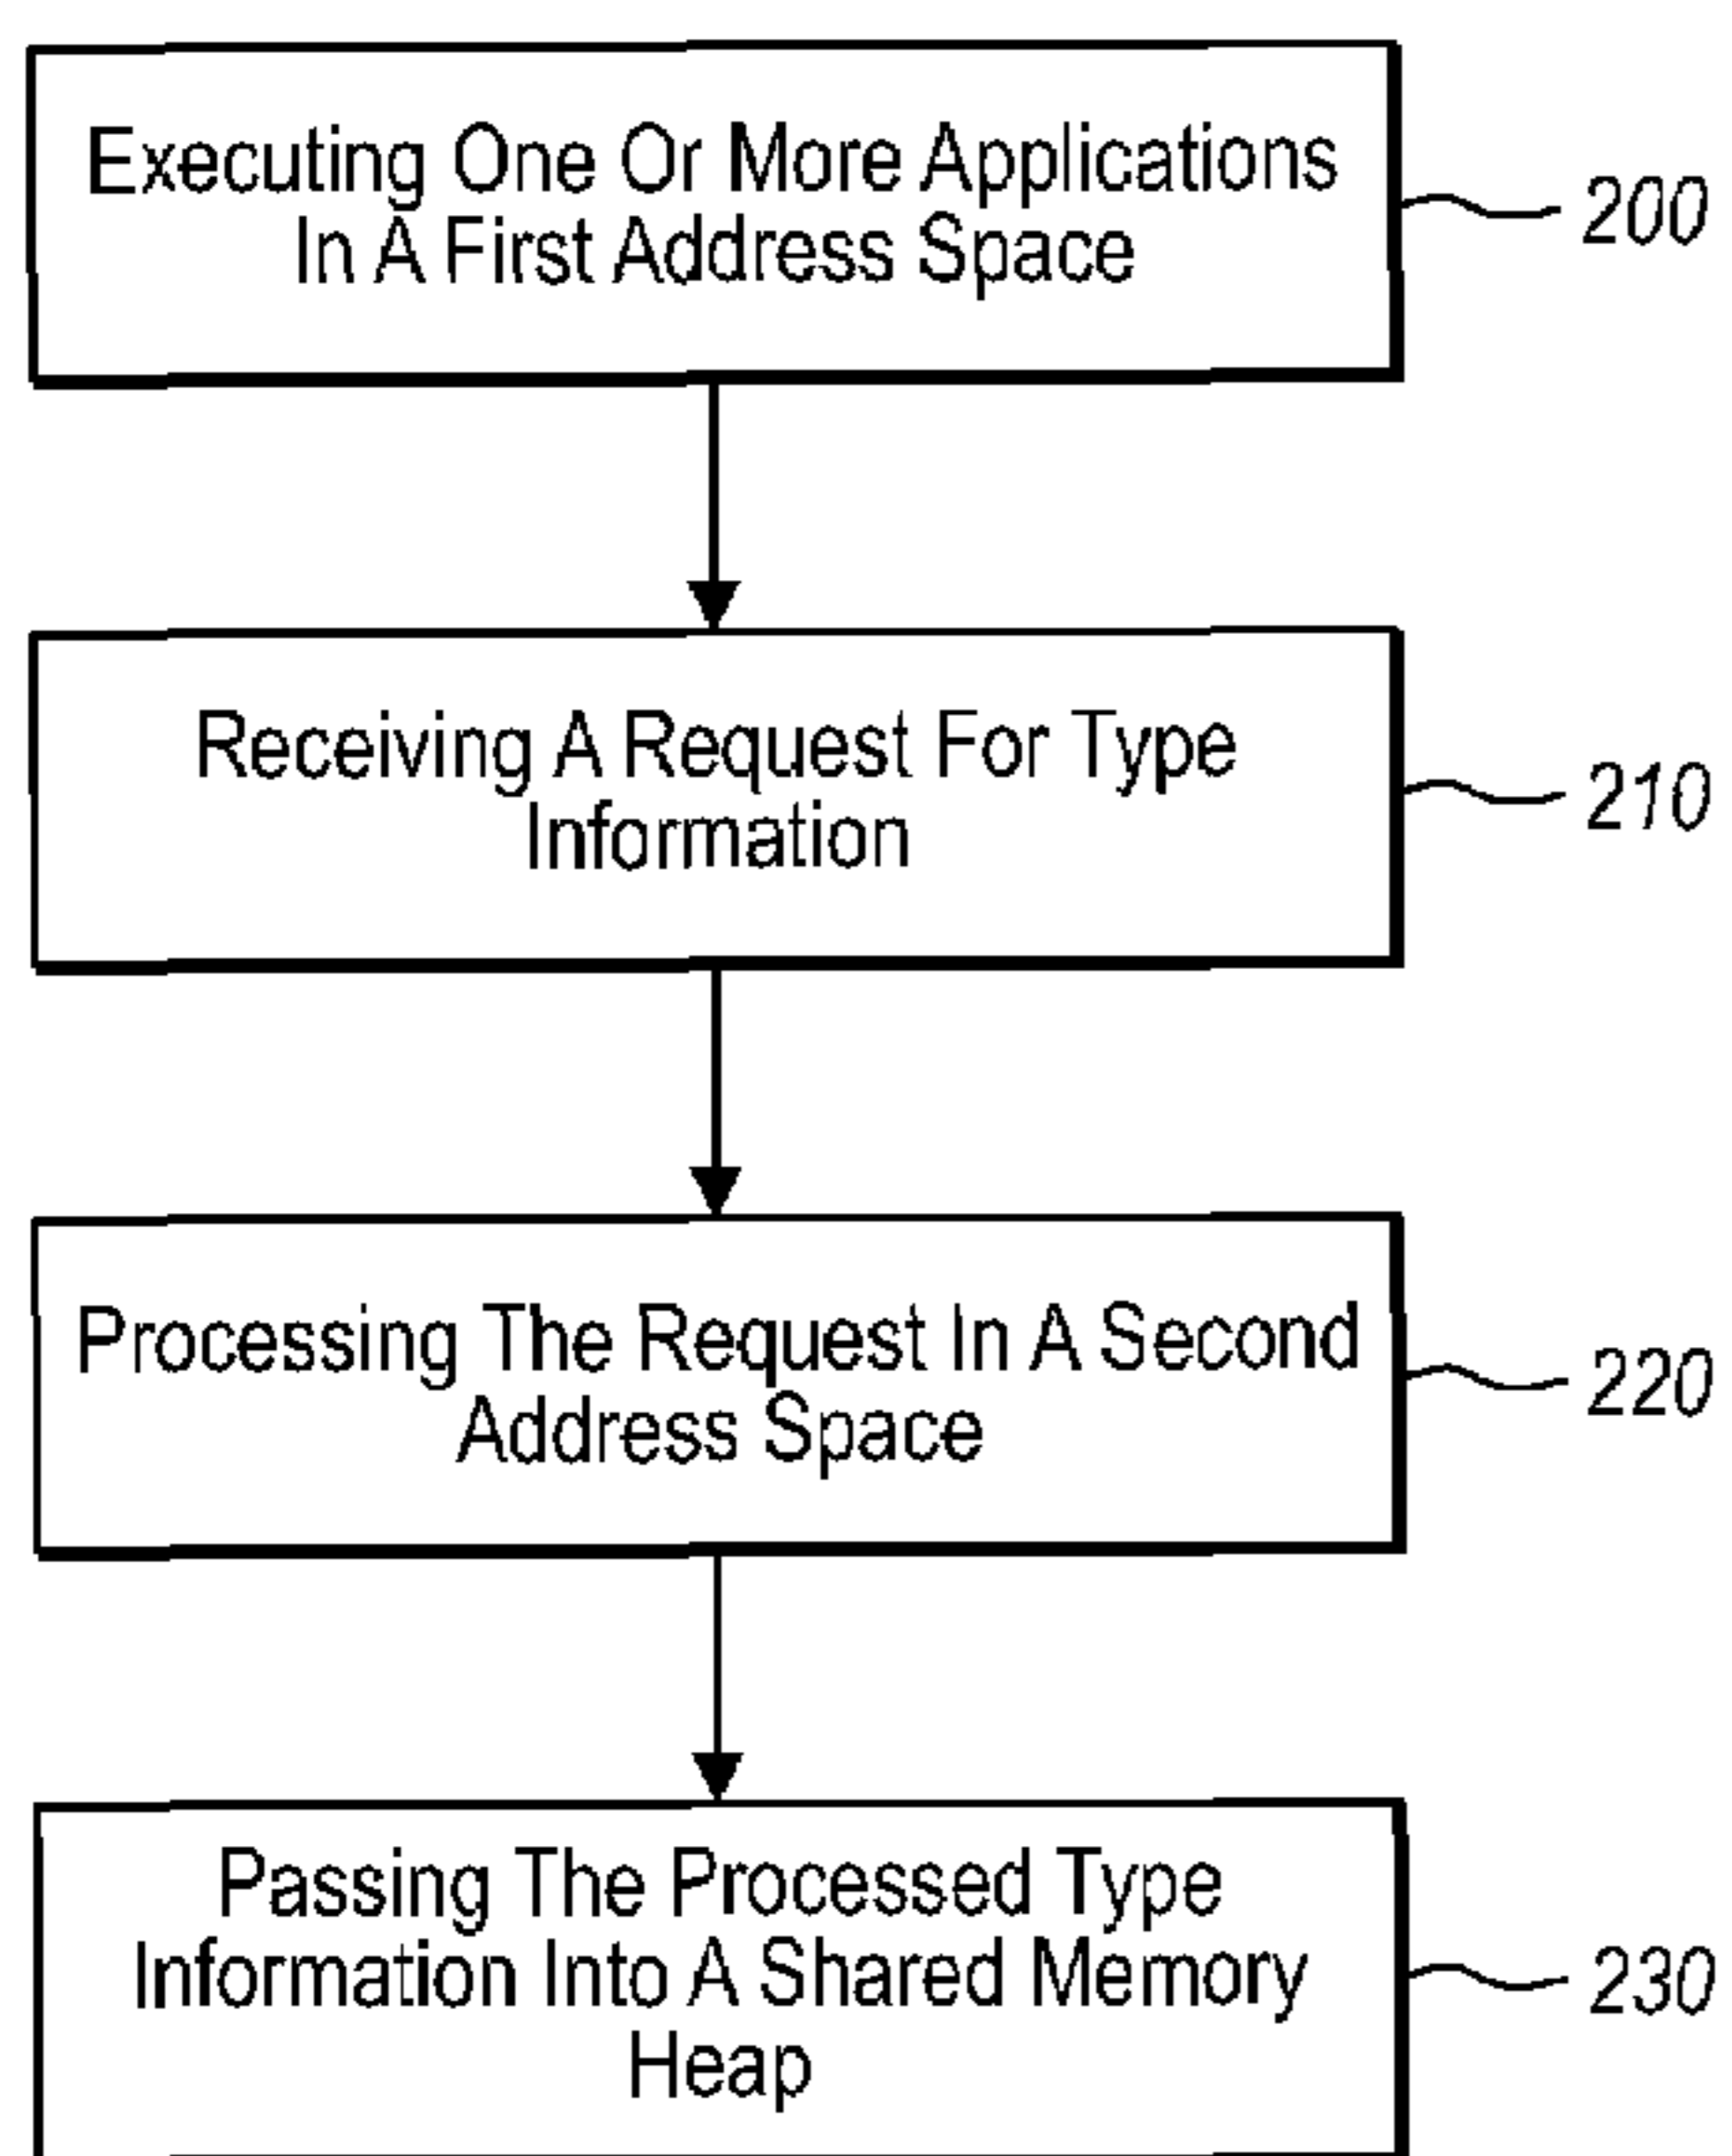 Executing One Or More Applications
In A First Address Space
200
Receiving A Request For Type
Information
210
Processing The Request In A Second
Address Space
220
Passing The Processed Type
Information Into A Shared Memory
Heap
230